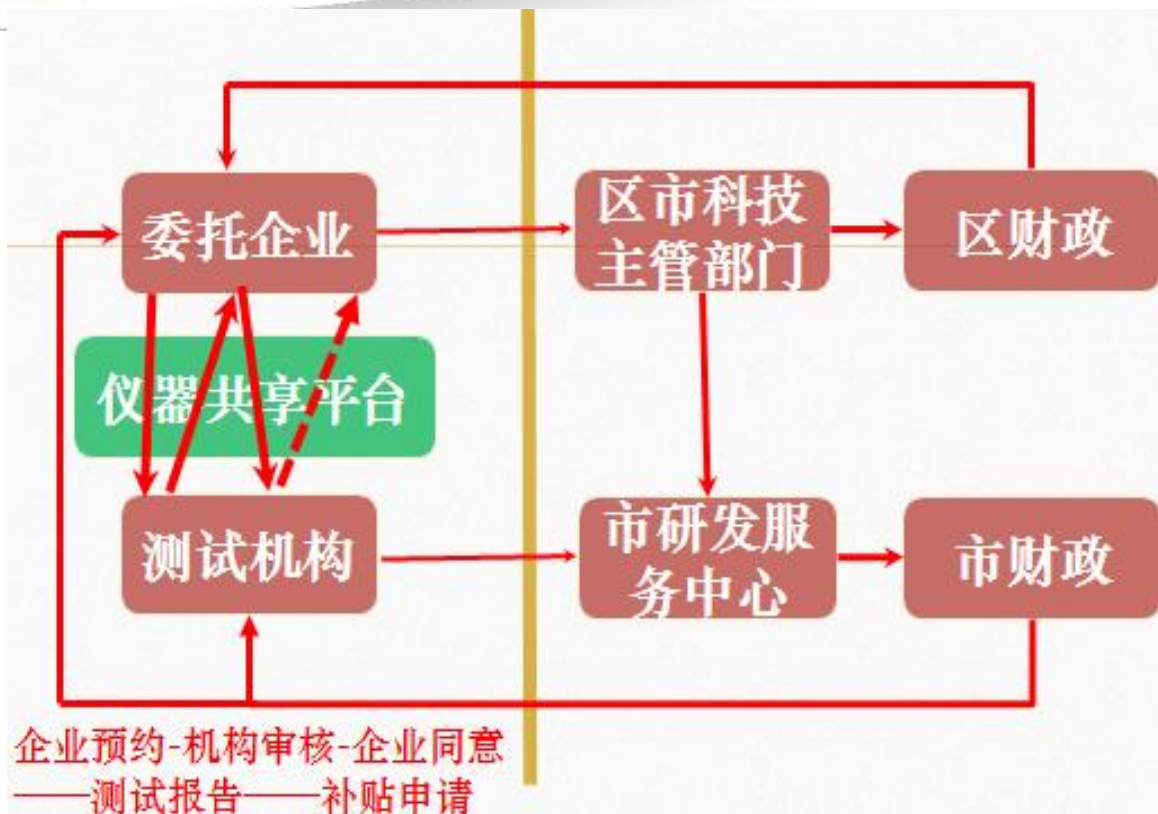 委托企业
区市科技
主管部门
区财政
仪器共享平台
测试机构
市研发服
务中心
市财政
企业预约-机构审核-企业同意
——测试报告——补贴申请